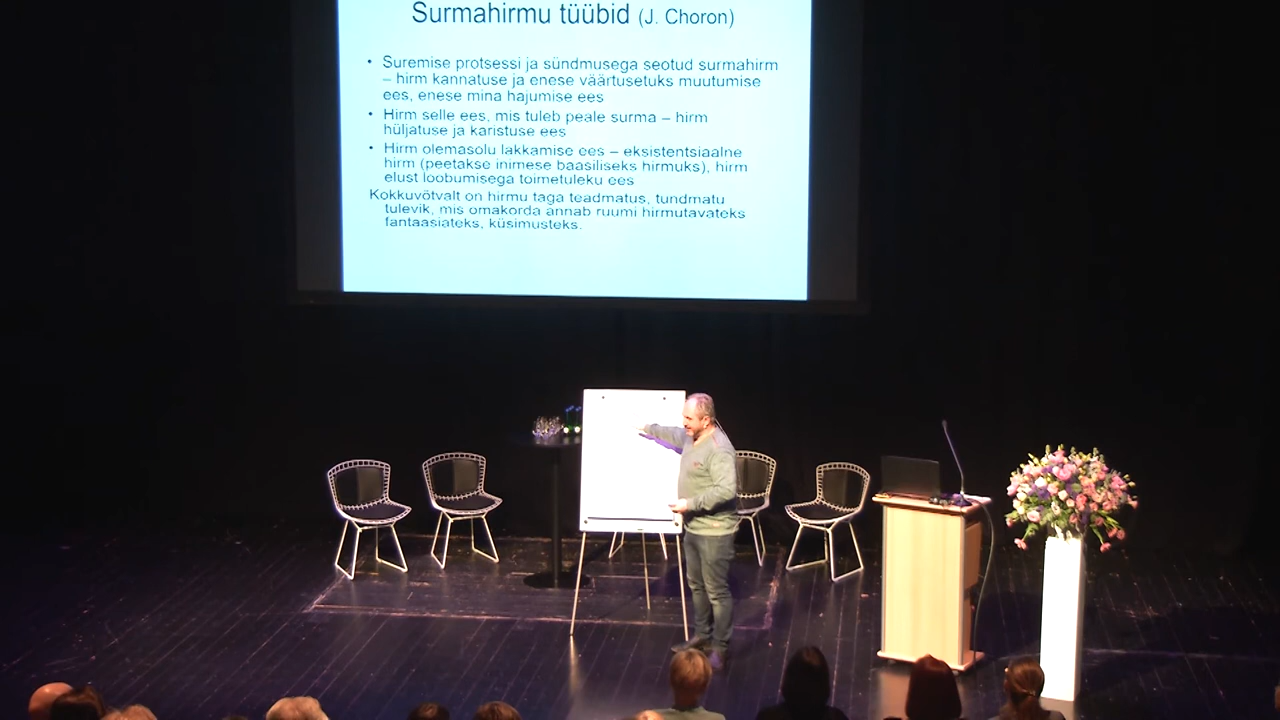 Surmahirmu tüübid (J. Choron)
• Suremise protsessi ja sündmusega seotud surmahirm
– hirm kannatuse ja enese väärtusetuks muutumise
ees, enese mina hajumise ees
• Hirm selle ees, mis tuleb peale surma – hirm
hüljatuse ja karistuse ees
• Hirm olemasolu lakkamise ees – eksistentsiaalne
hirm (peetakse inimese baasiliseks hirmuks), hirm
elust loobumisega toimetuleku ees
Kokkuvõtvalt on hirmu taga teadmatus, tundmatu
tulevik, mis omakorda annab ruumi hirmutavateks
fantaasiateks, küsimusteks.